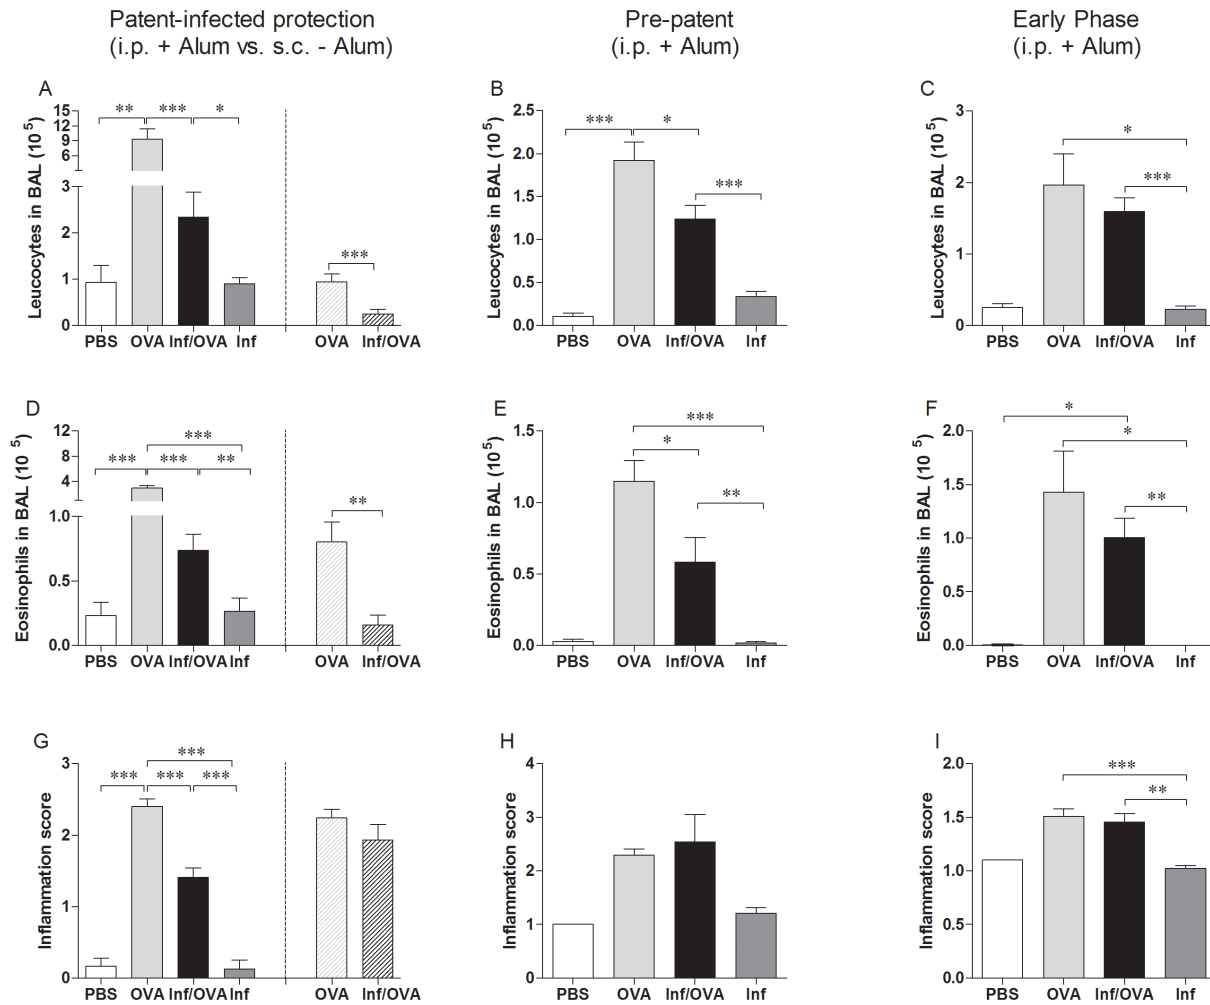 Patent-infected protection
(i.p. + Alum vs. s.c. - Alum)
Pre-patent
(i.p. + Alum)
Early Phase
(i.p. + Alum)
A
Leucocytes in BAL (10 5)
15
12
9
6
3
2
1
0
** *** *
***
PBS OVA Inf/OVA Inf OVA Inf/OVA
B
Leucocytes in BAL (10 5)
2.5
2.0
1.5
1.0
0.5
0.0
*** *
***
PBS OVA Inf/OVA Inf
C
Leucocytes in BAL (10 5)
3
2
1
0
*
***
PBS OVA Inf/OVA Inf
D
Eosinophils in BAL (10 5)
12
8
4
1.0
0.5
0.0
***
*** *** **
**
PBS OVA Inf/OVA Inf OVA Inf/OVA
E
Eosinophils in BAL (10 5)
1.5
1.0
0.5
0.0
***
*
**
PBS OVA Inf/OVA Inf
F
Eosinophils in BAL (10 5)
2.0
1.5
1.0
0.5
0.0
*
*
**
PBS OVA Inf/OVA Inf
G
Inflammation score
3
2
1
0
***
*** *** ***
PBS OVA Inf/OVA Inf OVA Inf/OVA
H
Inflammation score
4
3
2
1
0
PBS OVA Inf/OVA Inf
I
Inflammation score
2.0
1.5
1.0
0.5
0.0
***
**
PBS OVA Inf/OVA Inf